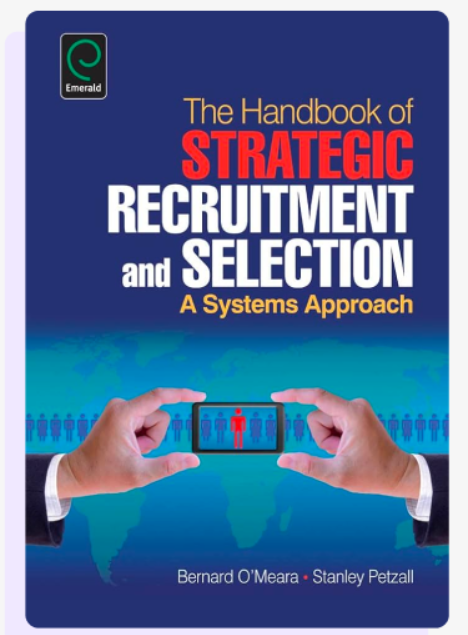 Emerald
The Handbook of
STRATEGIC
RECRUITMENT
and SELECTION
A Systems Approach
Bernard O'Meara • Stanley Petzall